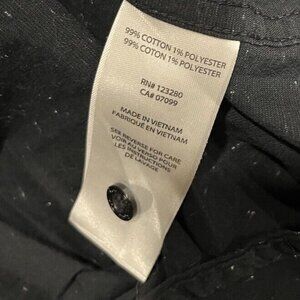 99% COTTON 1% POLYESTER
99% COTON 1% POLYESTER
RN# 123280
CA# 07099
MADE IN VIETNAM
FABRIQUÉ EN VIETNAM
SEE REVERSE FOR CARE
VOIR AU VERSO POUR
LES INSTRUCTIONS
DE LAVAGE